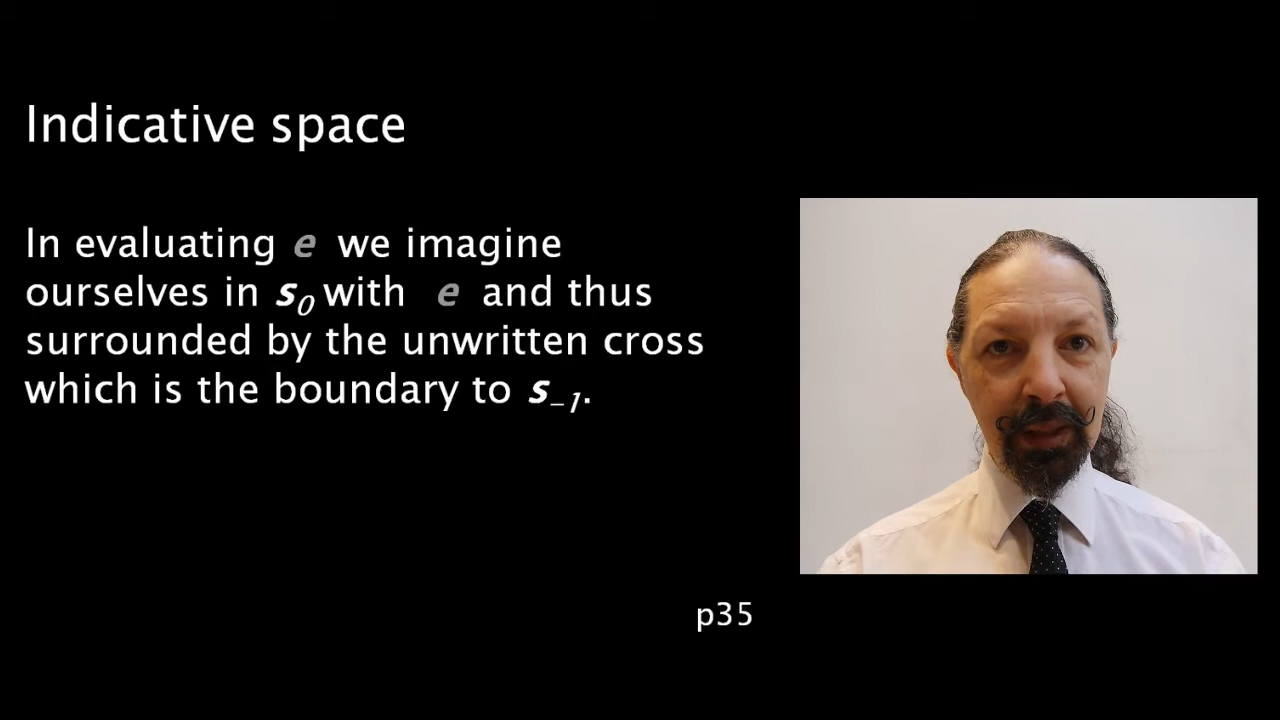 Indicative space
In evaluating e we imagine
ourselves in s₀ with e and thus
surrounded by the unwritten cross
which is the boundary to s₋₁.
p35